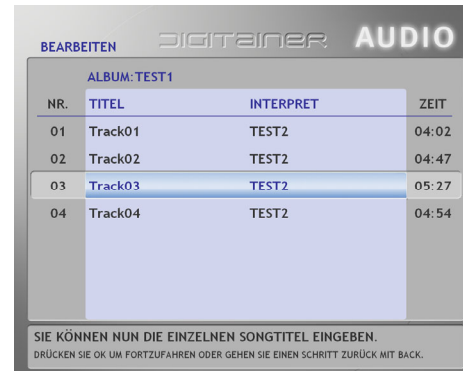 BEARBEITEN DIGITAINER AUDIO
ALBUM:TEST1
NR. TITEL INTERPRET ZEIT
01 Track01 TEST2 04:02
02 Track02 TEST2 04:47
03 Track03 TEST2 05:27
04 Track04 TEST2 04:54
SIE KÖNNEN NUN DIE EINZELNEN SONGTITEL EINGEBEN.
DRÜCKEN SIE OK UM FORTZUFAHREN ODER GEHEN SIE EINEN SCHRITT ZURÜCK MIT BACK.